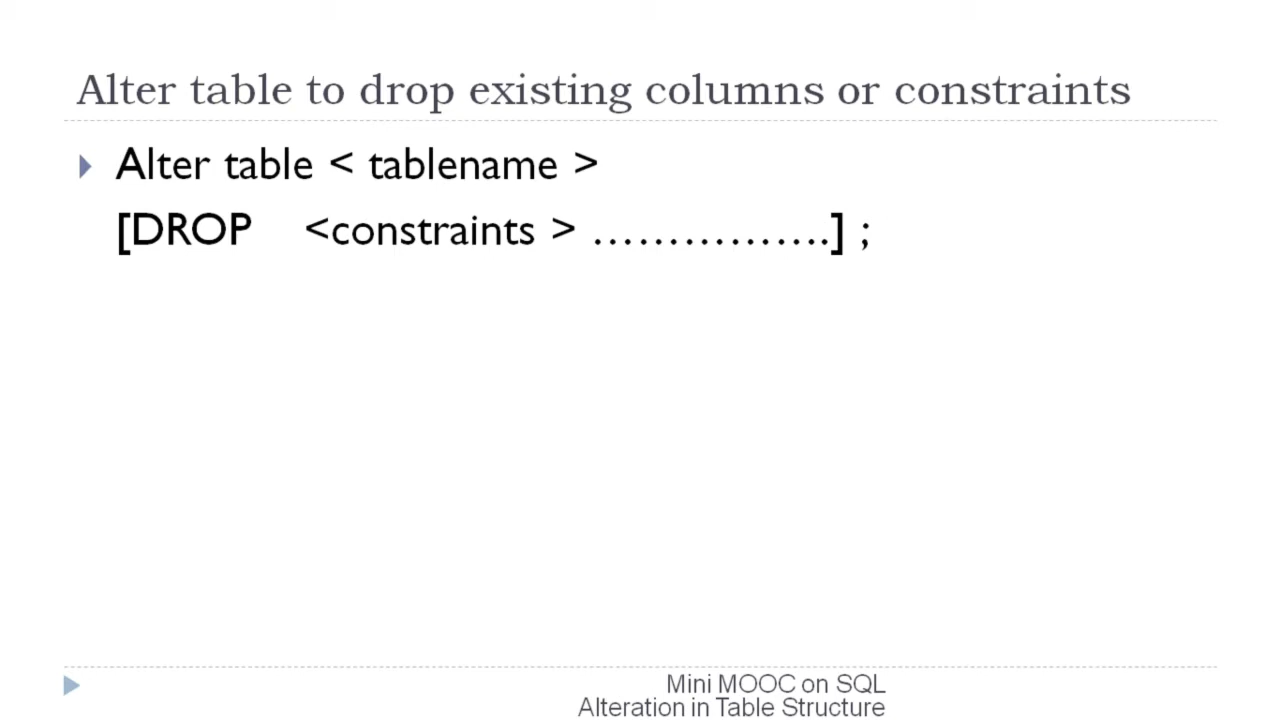 Alter table to drop existing columns or constraints
Alter table < tablename >
[DROP <constraints > …………….] ;
Mini MOOC on SQL
Alteration in Table Structure